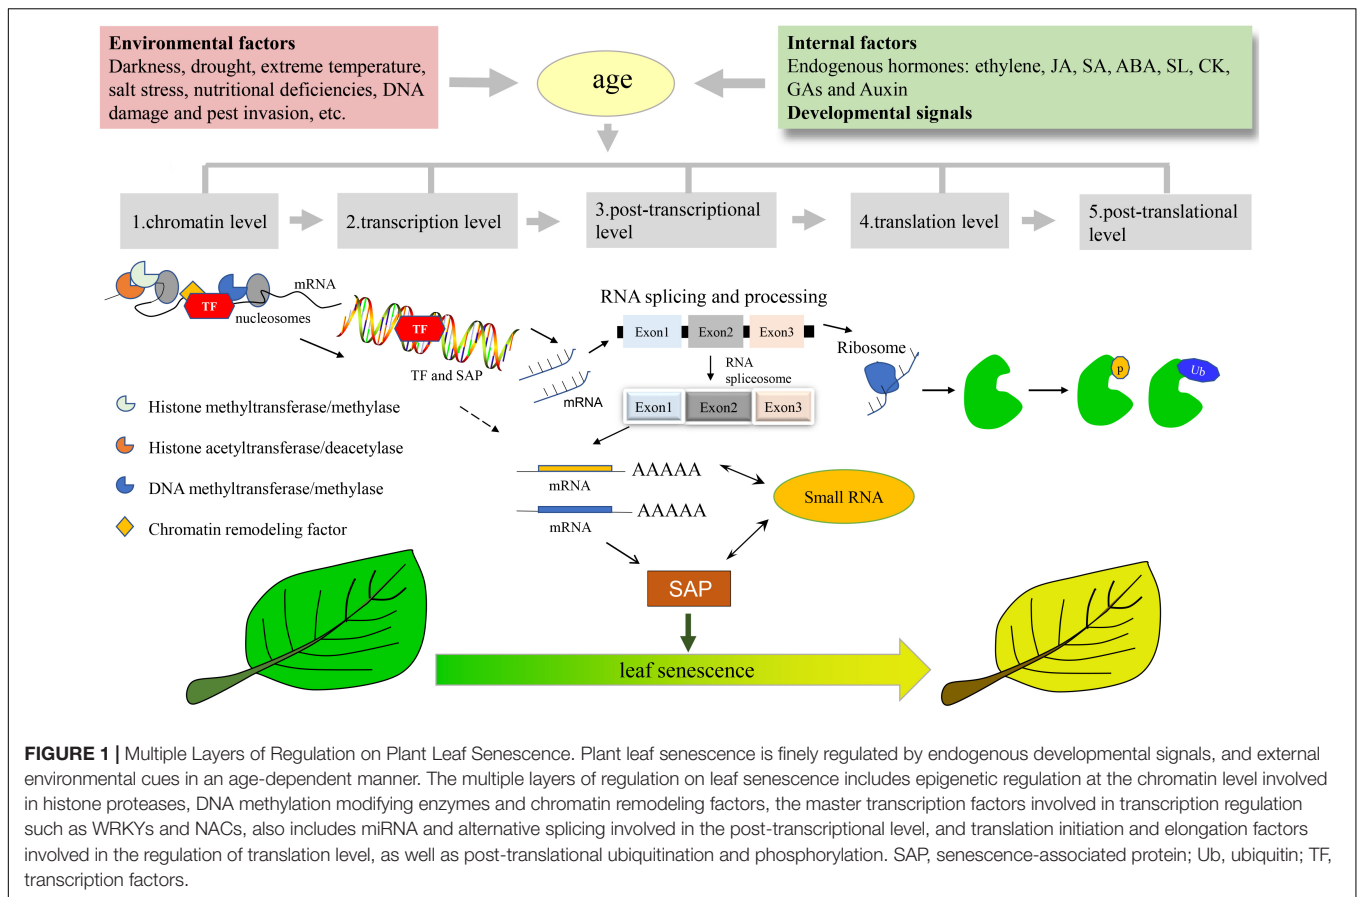 Environmental factors
Darkness, drought, extreme temperature,
salt stress, nutritional deficiencies, DNA
damage and pest invasion, etc.
age
Internal factors
Endogenous hormones: ethylene, JA, SA, ABA, SL, CK,
GAs and Auxin
Developmental signals
1.chromatin level
2.transcription level
3.post-transcriptional
level
4.translation level
5.post-translational
level
mRNA
TF
nucleosomes
TF
TF and SAP
mRNA
RNA splicing and processing
Exon1 Exon2 Exon3
RNA
spliceosome
Exon1 Exon2 Exon3
Ribosome
p
Ub
Histone methyltransferase/methylase
Histone acetyltransferase/deacetylase
DNA methyltransferase/methylase
Chromatin remodeling factor
AAAAA
mRNA
AAAAA
mRNA
Small RNA
SAP
leaf senescence
FIGURE 1 | Multiple Layers of Regulation on Plant Leaf Senescence. Plant leaf senescence is finely regulated by endogenous developmental signals, and external
environmental cues in an age-dependent manner. The multiple layers of regulation on leaf senescence includes epigenetic regulation at the chromatin level involved
in histone proteases, DNA methylation modifying enzymes and chromatin remodeling factors, the master transcription factors involved in transcription regulation
such as WRKYs and NACs, also includes miRNA and alternative splicing involved in the post-transcriptional level, and translation initiation and elongation factors
involved in the regulation of translation level, as well as post-translational ubiquitination and phosphorylation. SAP, senescence-associated protein; Ub, ubiquitin; TF,
transcription factors.